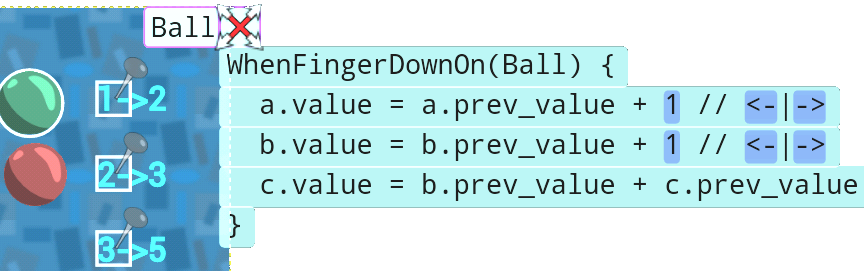 Ball
WhenFingerDownOn(Ball) {
1->2
a.value = a.prev_value + 1 // <-|->
b.value = b.prev_value + 1 // <-|->
2->3
c.value = b.prev_value + c.prev_value
}
3->5